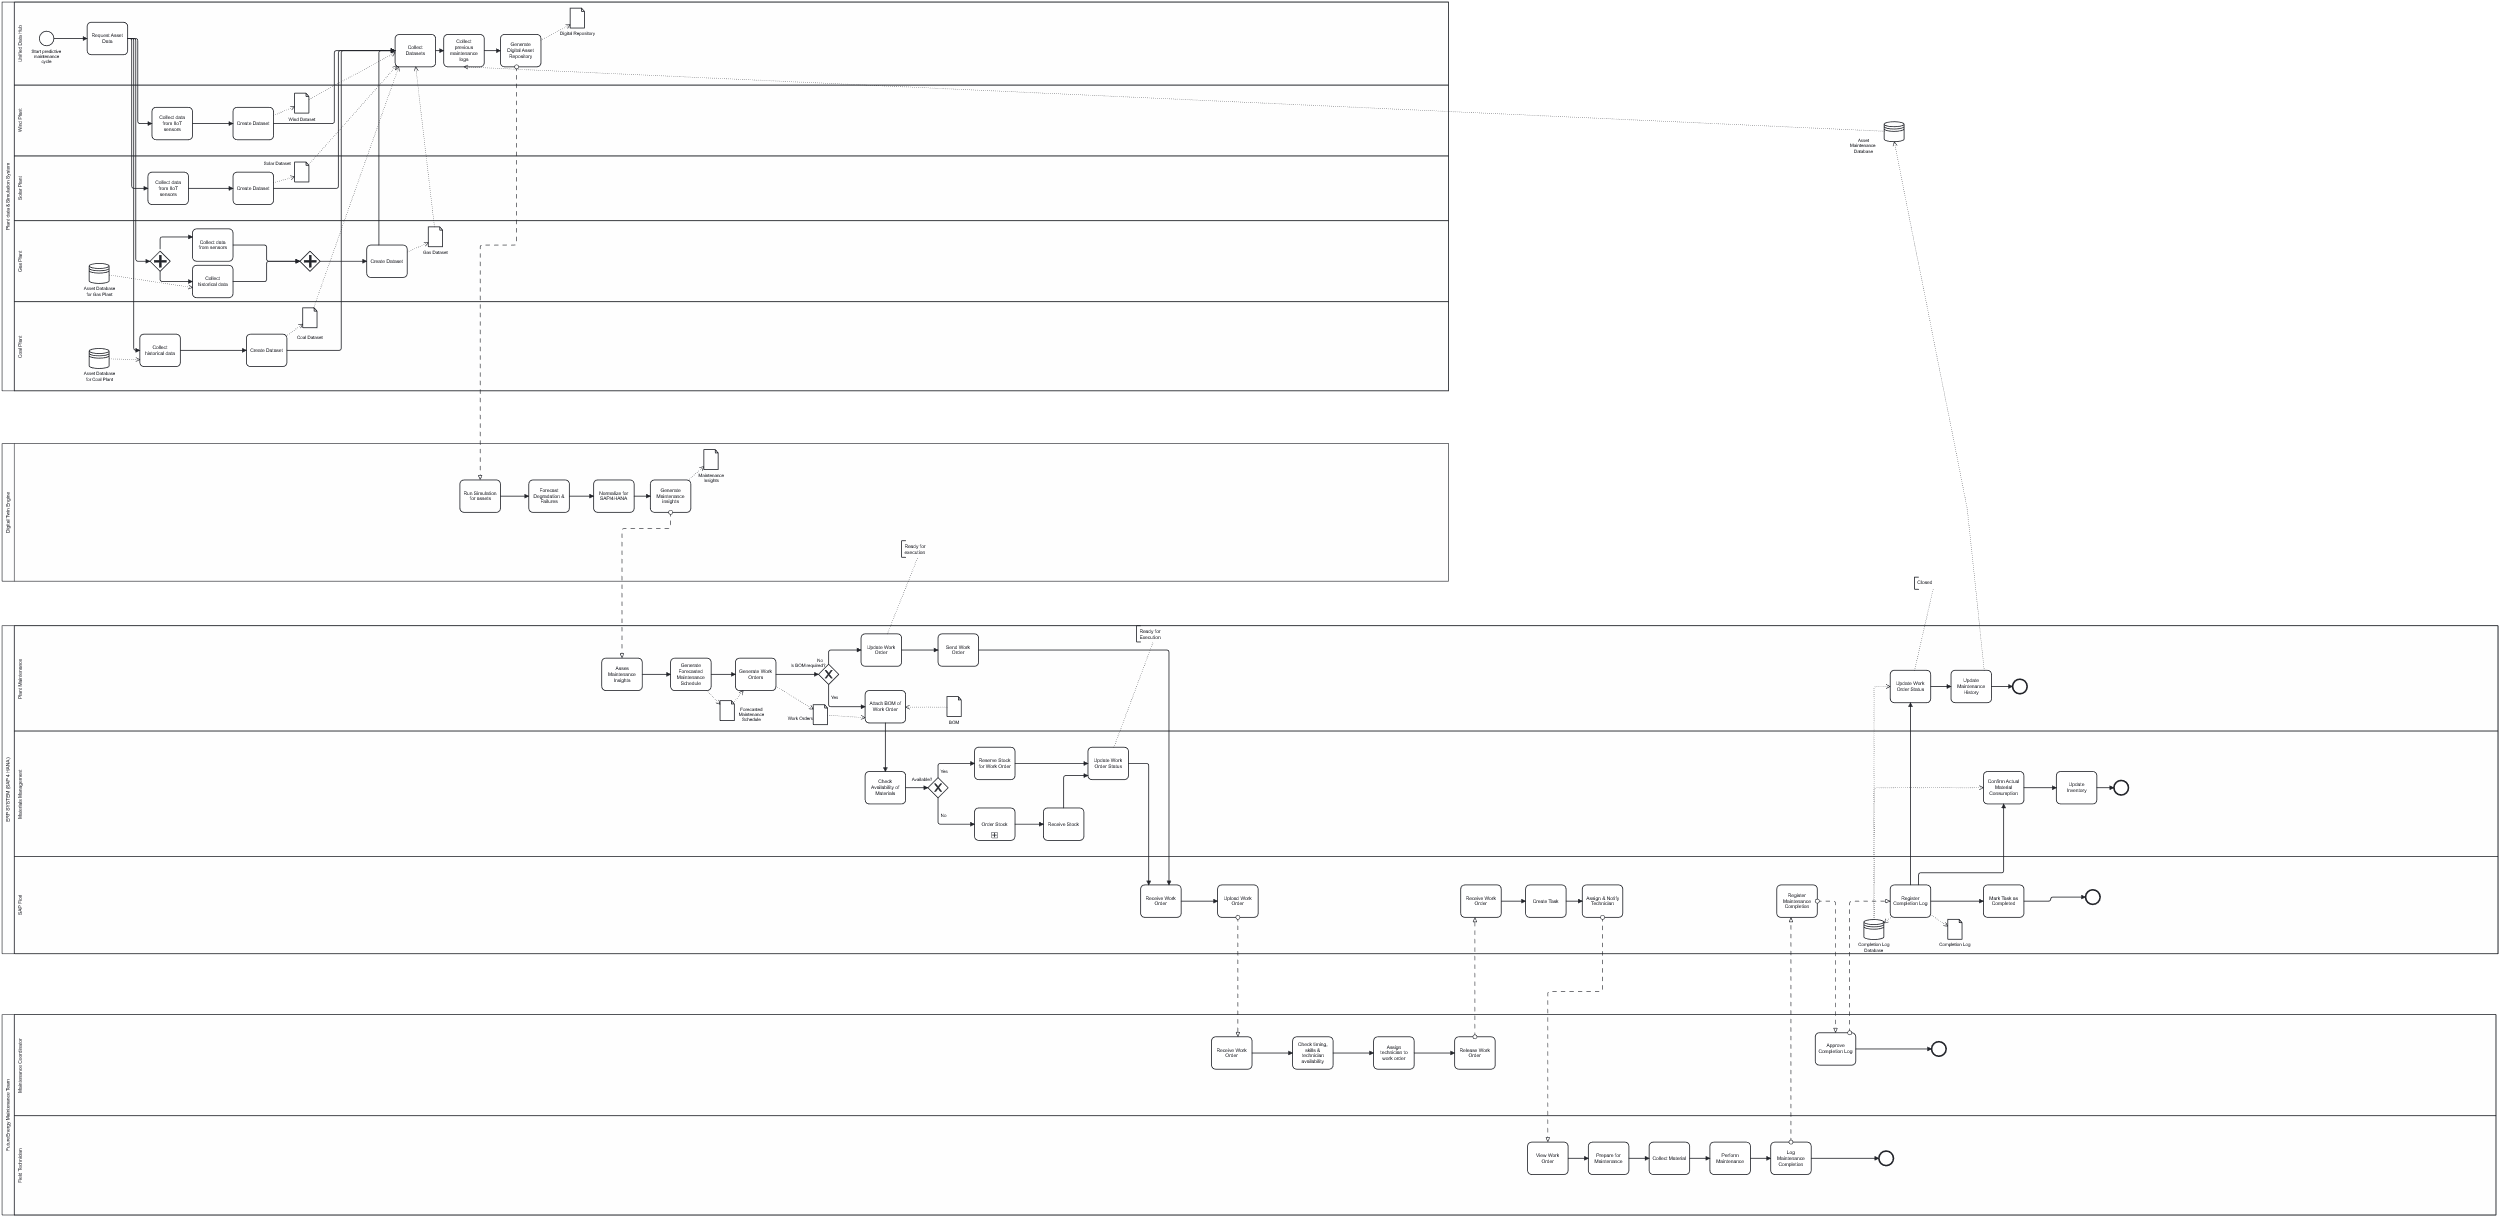 Plant data & Simulation System
Unified Data Hub
Start predictive
maintenance
cycle
Request Asset
Data
Collect
Datasets
Collect
previous
maintenance
logs
Generate
Digital Asset
Repository
Digital Repository
Wind Plant
Collect data
from IIoT
sensors
Create Dataset
Wind Dataset
Solar Plant
Collect data
from IIoT
sensors
Create Dataset
Solar Dataset
Gas Plant
Asset Database
for Gas Plant
Collect data
from sensors
Collect
historical data
Create Dataset
Gas Dataset
Coal Plant
Asset Database
for Coal Plant
Collect
historical data
Create Dataset
Coal Dataset
Asset
Maintenance
Database
Digital Twin Engine
Run Simulation
for assets
Forecast
Degradation &
Failures
Normalize for
SAP/4HANA
Generate
Maintenance
Insights
Maintenance
Insights
Ready for
execution
Closed
ERP SYSTEM (SAP 4 HANA)
Plant Maintenance
Asses
Maintenance
Insights
Generate
Forecasted
Maintenance
Schedule
Forecasted
Maintenance
Schedule
Generate Work
Orders
Work Orders
No
Is BOM required?
Yes
Update Work
Order
Send Work
Order
Attach BOM of
Work Order
BOM
Ready for
Execution
Update Work
Order Status
Update
Maintenance
History
Materials Management
Check
Availability of
Materials
Available?
Yes
No
Reserve Stock
for Work Order
Order Stock
Receive Stock
Update Work
Order Status
Confirm Actual
Material
Consumption
Update
Inventory
SAP Fiori
Receive Work
Order
Upload Work
Order
Receive Work
Order
Create Task
Assign & Notify
Technician
Register
Maintenance
Completion
Register
Completion Log
Completion Log
Database
Completion Log
Mark Task as
Completed
FutureEnergy Maintenance Team
Maintenance Coordinator
Receive Work
Order
Check timing,
skills &
technician
availability
Assign
technician to
work order
Release Work
Order
Approve
Completion Log
Field Technician
View Work
Order
Prepare for
Maintenance
Collect Material
Perform
Maintenance
Log
Maintenance
Completion